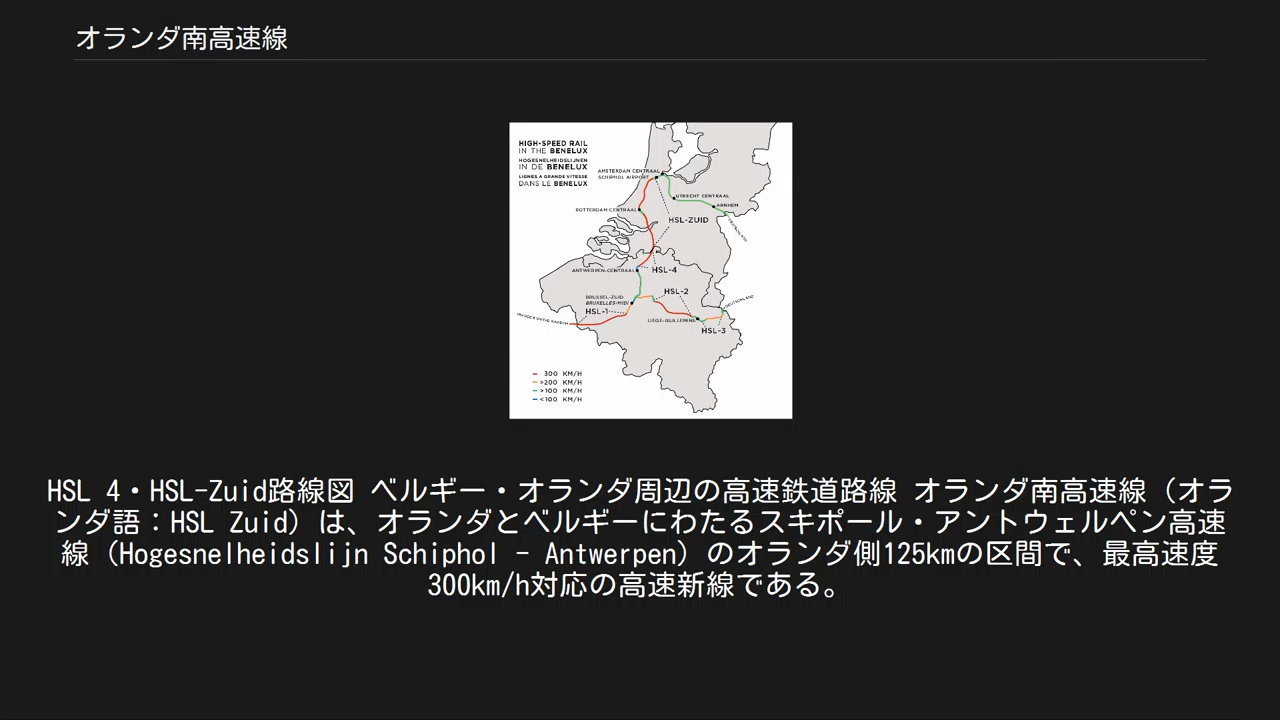 オランダ南高速線
HIGH-SPEED RAIL
IN THE BENELUX
HOGESNELHEIDSLIJNEN
IN DE BENELUX
LIGNES A GRANDE VITESSE
DANS LE BENELUX
AMSTERDAM CENTRAAL
SCHIPHOL AIRPORT
UTRECHT CENTRAAL
ARNHEM
ROTTERDAM CENTRAAL
HSL-ZUID
DEUTSCHLAND
ANTWERPEN-CENTRAAL
HSL-4
HSL-2
BRUSSEL-ZUID
BRUXELLES-MIDI
DEUTSCHLAND
HSL-1
LIEGE-GUILLEMINS
HSL-3
300 KM/H
>200 KM/H
>100 KM/H
<100 KM/H
HSL 4・HSL-Zuid路線図 ベルギー・オランダ周辺の高速鉄道路線 オランダ南高速線（オラ
ンダ語：HSL Zuid）は、オランダとベルギーにわたるスキポール・アントウェルペン高速
線（Hogesnelheidslijn Schiphol - Antwerpen）のオランダ側125kmの区間で、最高速度
300km/h対応の高速新線である。